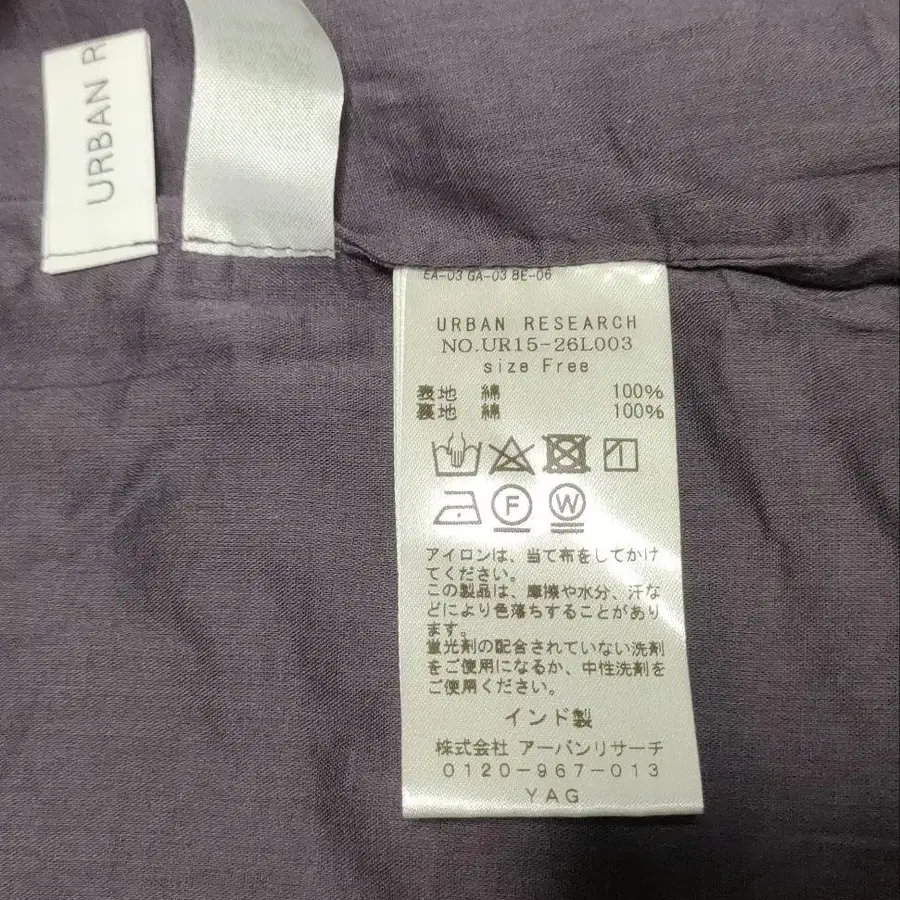 URBAN R
EA-03 GA-03 BE-06
URBAN RESEARCH
NO.UR15-26L003
size Free
表地 綿 100%
裏地 綿 100%
F W
アイロンは、当て布をしてかけ
てください。
この製品は、摩擦や水分、汗な
どにより色落ちすることがあり
ます。
蛍光剤の配合されていない洗剤
をご使用になるか、中性洗剤を
ご使用ください。
インド製
株式会社 アーバンリサーチ
0120-967-013
YAG